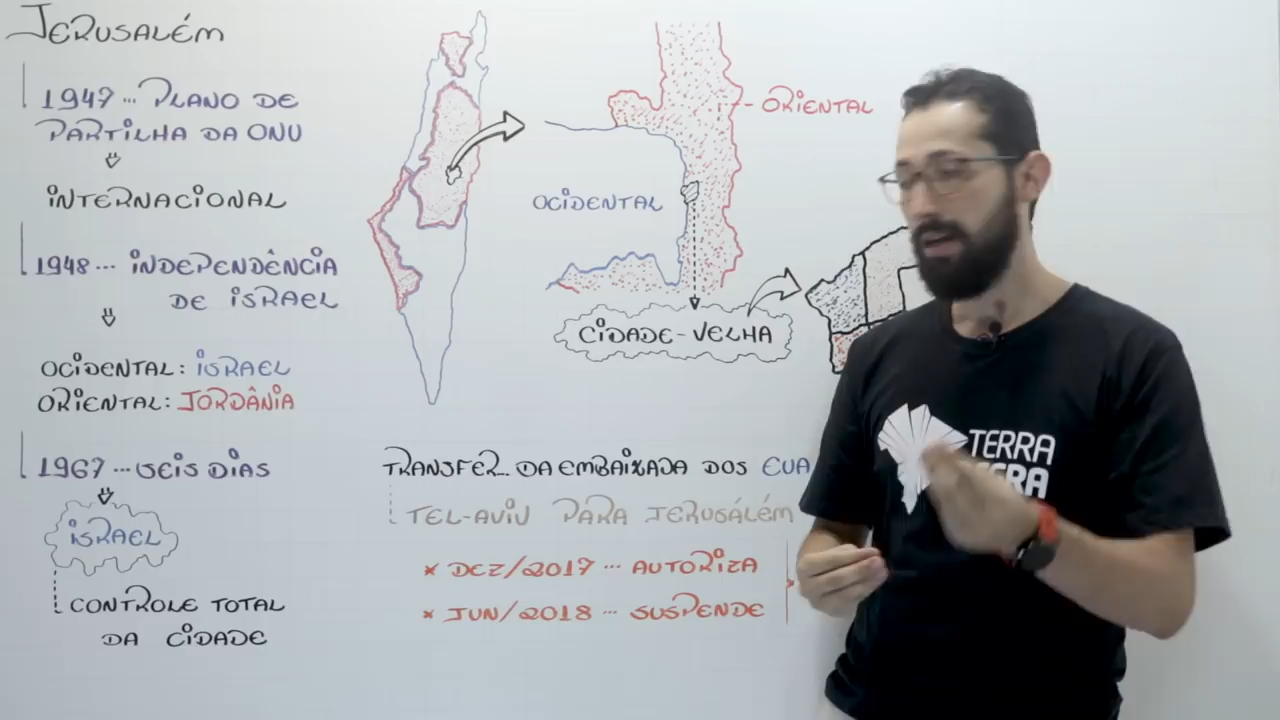 JERUSALÉM
1947... PLANO DE
PARTILHA DA ONU
INTERNACIONAL
1948... INDEPENDÊNCIA
DE ISRAEL
OCIDENTAL: ISRAEL
ORIENTAL: JORDÂNIA
1967... SEIS DIAS
ISRAEL
CONTROLE TOTAL
DA CIDADE
ORIENTAL
OCIDENTAL
CIDADE-VELHA
TRANSFER... DA EMBAIXADA DOS EUA
TEL-AVIV PARA JERUSÁLÉM
* DEZ/2017... AUTORIZA
* JUN/2018... SUSPENDE
TERRA